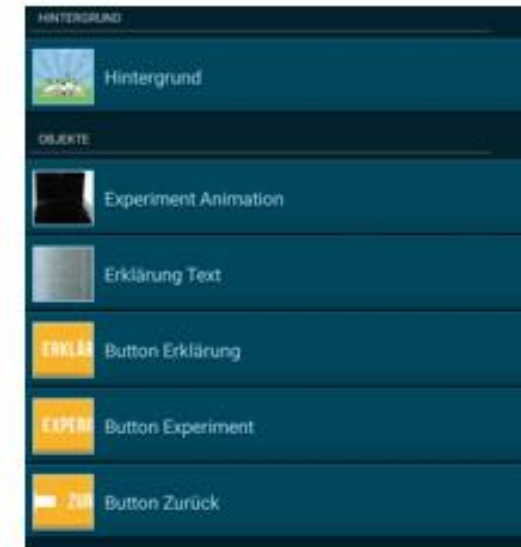 HINTERGRUND
Hintergrund
OBJEKTE
Experiment Animation
Erklärung Text
ERKLÄR
Button Erklärung
EXPERI
Button Experiment
ZUR
Button Zurück